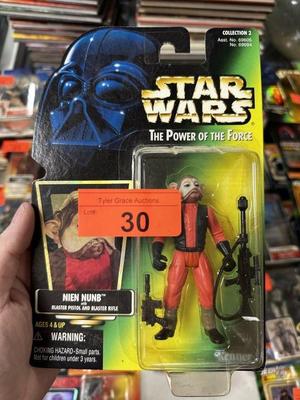 COLLECTION 2
Asst. No. 69605
No. 69694
STAR
WARS
THE POWER OF THE FORCE
Tyler Grace Auctions
Lot#:
30
NIEN NUNB™
WITH
BLASTER PISTOL AND BLASTER RIFLE
AGES 4 & UP
WARNING:
CHOKING HAZARD-Small parts.
Not for children under 3 years.
Kenner